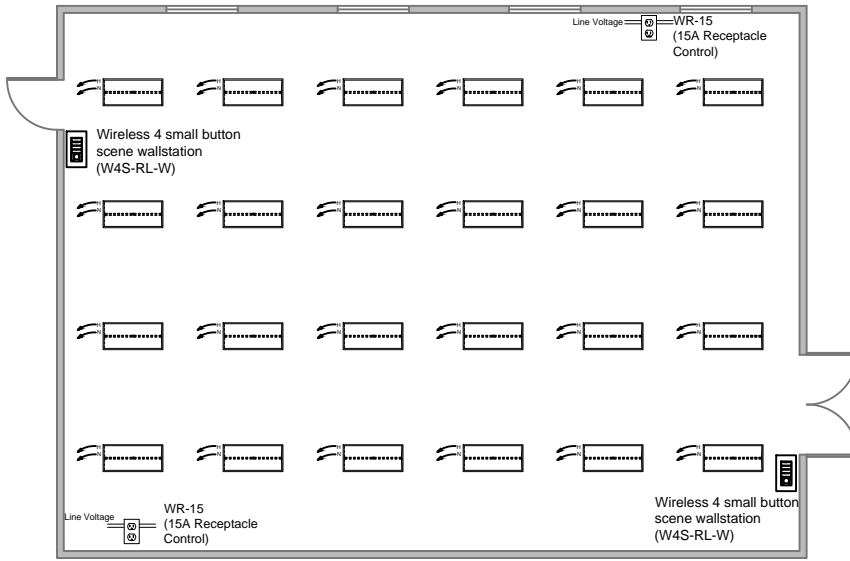 Line Voltage
WR-15
(15A Receptacle
Control)
H H H H H H
N N N N N N
Wireless 4 small button
scene wallstation
(W4S-RL-W)
H H H H H H
N N N N N N
H H H H H H
N N N N N N
H H H H H H
N N N N N N
Line Voltage
WR-15
(15A Receptacle
Control)
Wireless 4 small button
scene wallstation
(W4S-RL-W)